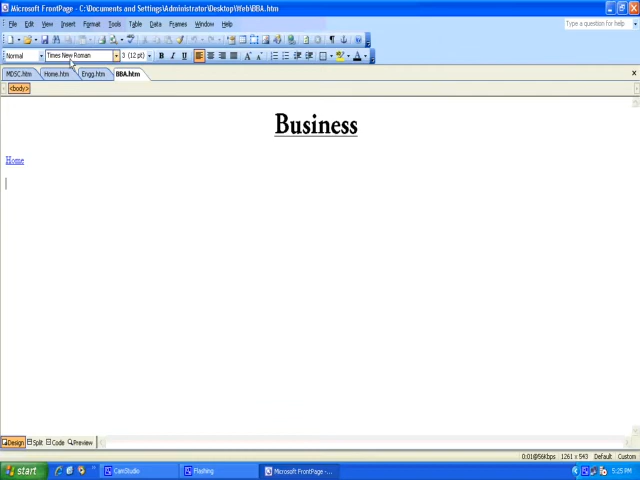 Microsoft FrontPage - C:\Documents and Settings\Administrator\Desktop\Web\BBA.htm
File Edit View Insert Format Tools Table Data Frames Window Help
Type a question for help
Normal Times New Roman 3 (12 pt) B I U
MDSC.htm Home.htm Engg.htm BBA.htm
<body>
Business
Home
Design Split Code Preview
0:01@56kbps 1261 x 543 Default Custom
start CamStudio Flashing Microsoft FrontPage -... 5:25 PM